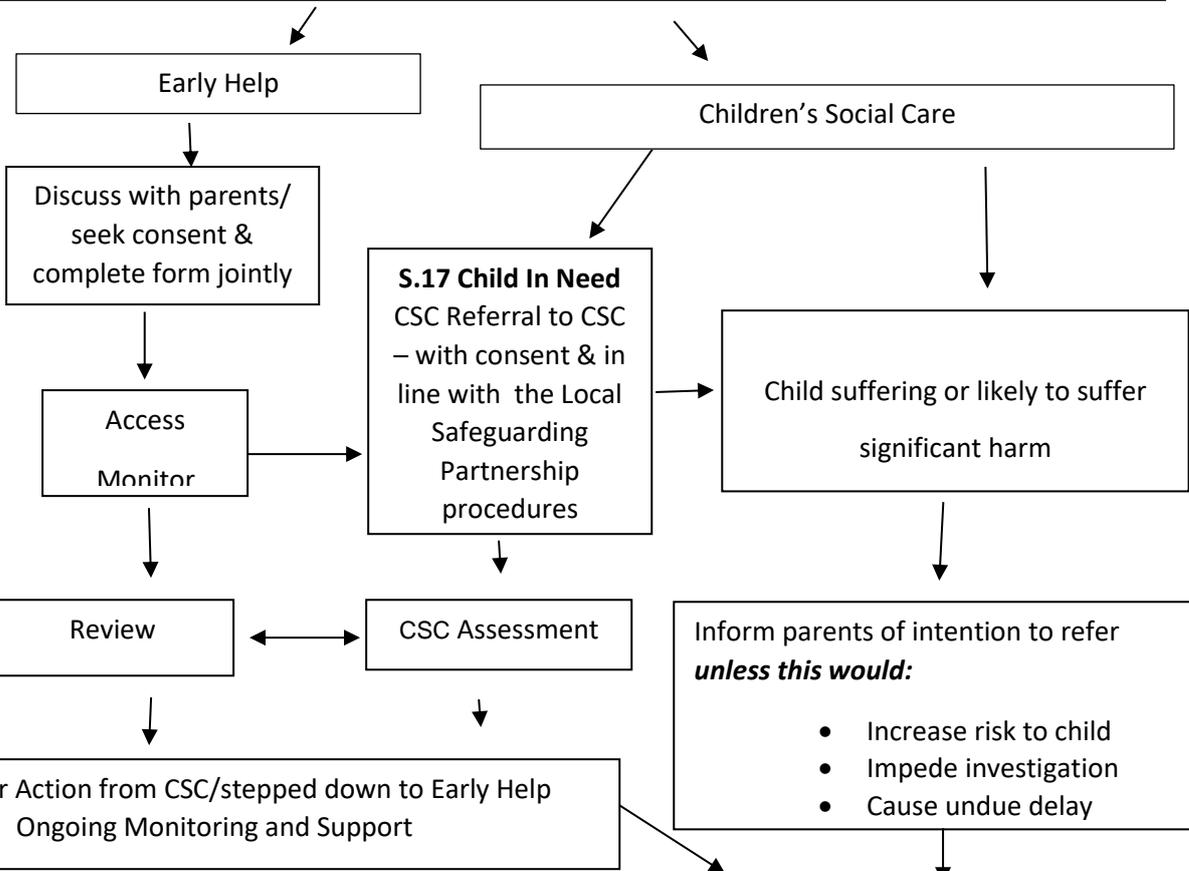 Early Help
Children’s Social Care
Discuss with parents/
seek consent &
complete form jointly
S.17 Child In Need
CSC Referral to CSC
– with consent & in
line with  the Local
Safeguarding
Partnership
procedures
Child suffering or likely to suffer
significant harm
Access
Monitor
Review
CSC Assessment
Inform parents of intention to refer
unless this would:
• Increase risk to child
• Impede investigation
• Cause undue delay
Action from CSC/stepped down to Early Help
Ongoing Monitoring and Support